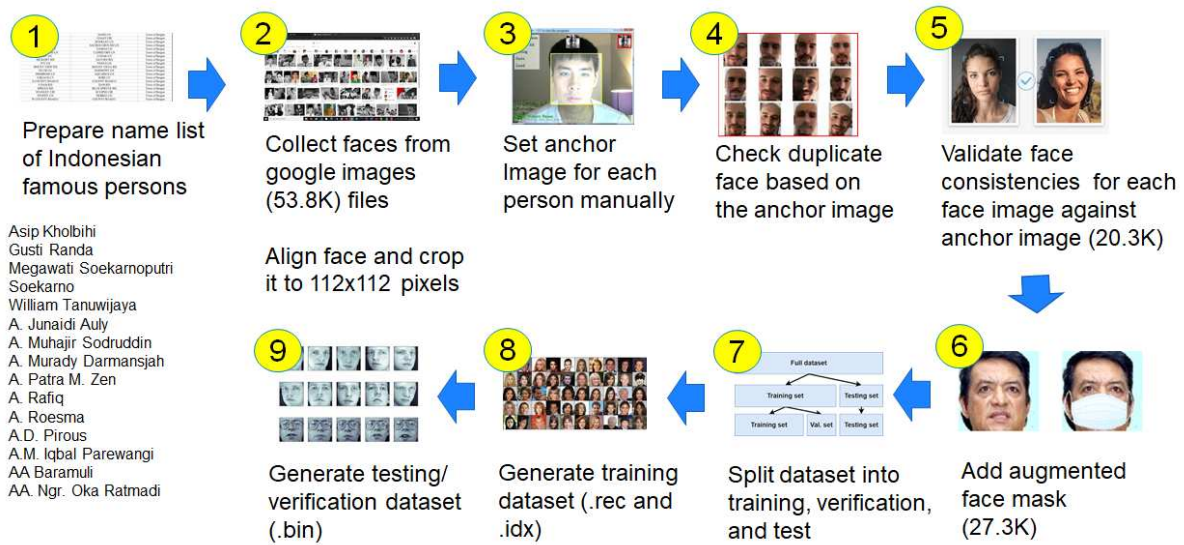 1
Prepare name list
of Indonesian
famous persons
Asip Kholbihi
Gusti Randa
Megawati Soekarnoputri
Soekarno
William Tanuwijaya
A. Junaidi Auly
A. Muhajir Sodruddin
A. Murady Darmansjah
A. Patra M. Zen
A. Rafiq
A. Roesma
A.D. Pirous
A.M. Iqbal Parewangi
AA Baramuli
AA. Ngr. Oka Ratmadi
2
Collect faces from
google images
(53.8K) files
Align face and crop
it to 112x112 pixels
3
Set anchor
Image for each
person manually
4
Check duplicate
face based on
the anchor image
5
Validate face
consistencies for each
face image against
anchor image (20.3K)
6
Add augmented
face mask
(27.3K)
7
Full dataset
Training set
Testing set
Training set
Val. set
Testing set
Split dataset into
training, verification,
and test
8
Generate training
dataset (.rec and
.idx)
9
Generate testing/
verification dataset
(.bin)